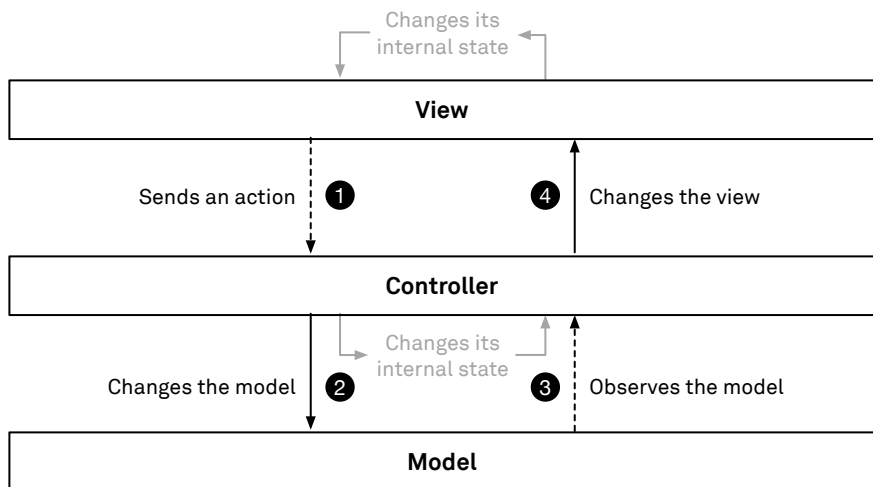 Changes its
internal state
View
Sends an action 1 4 Changes the view
Controller
Changes its
internal state
Changes the model 2 3 Observes the model
Model